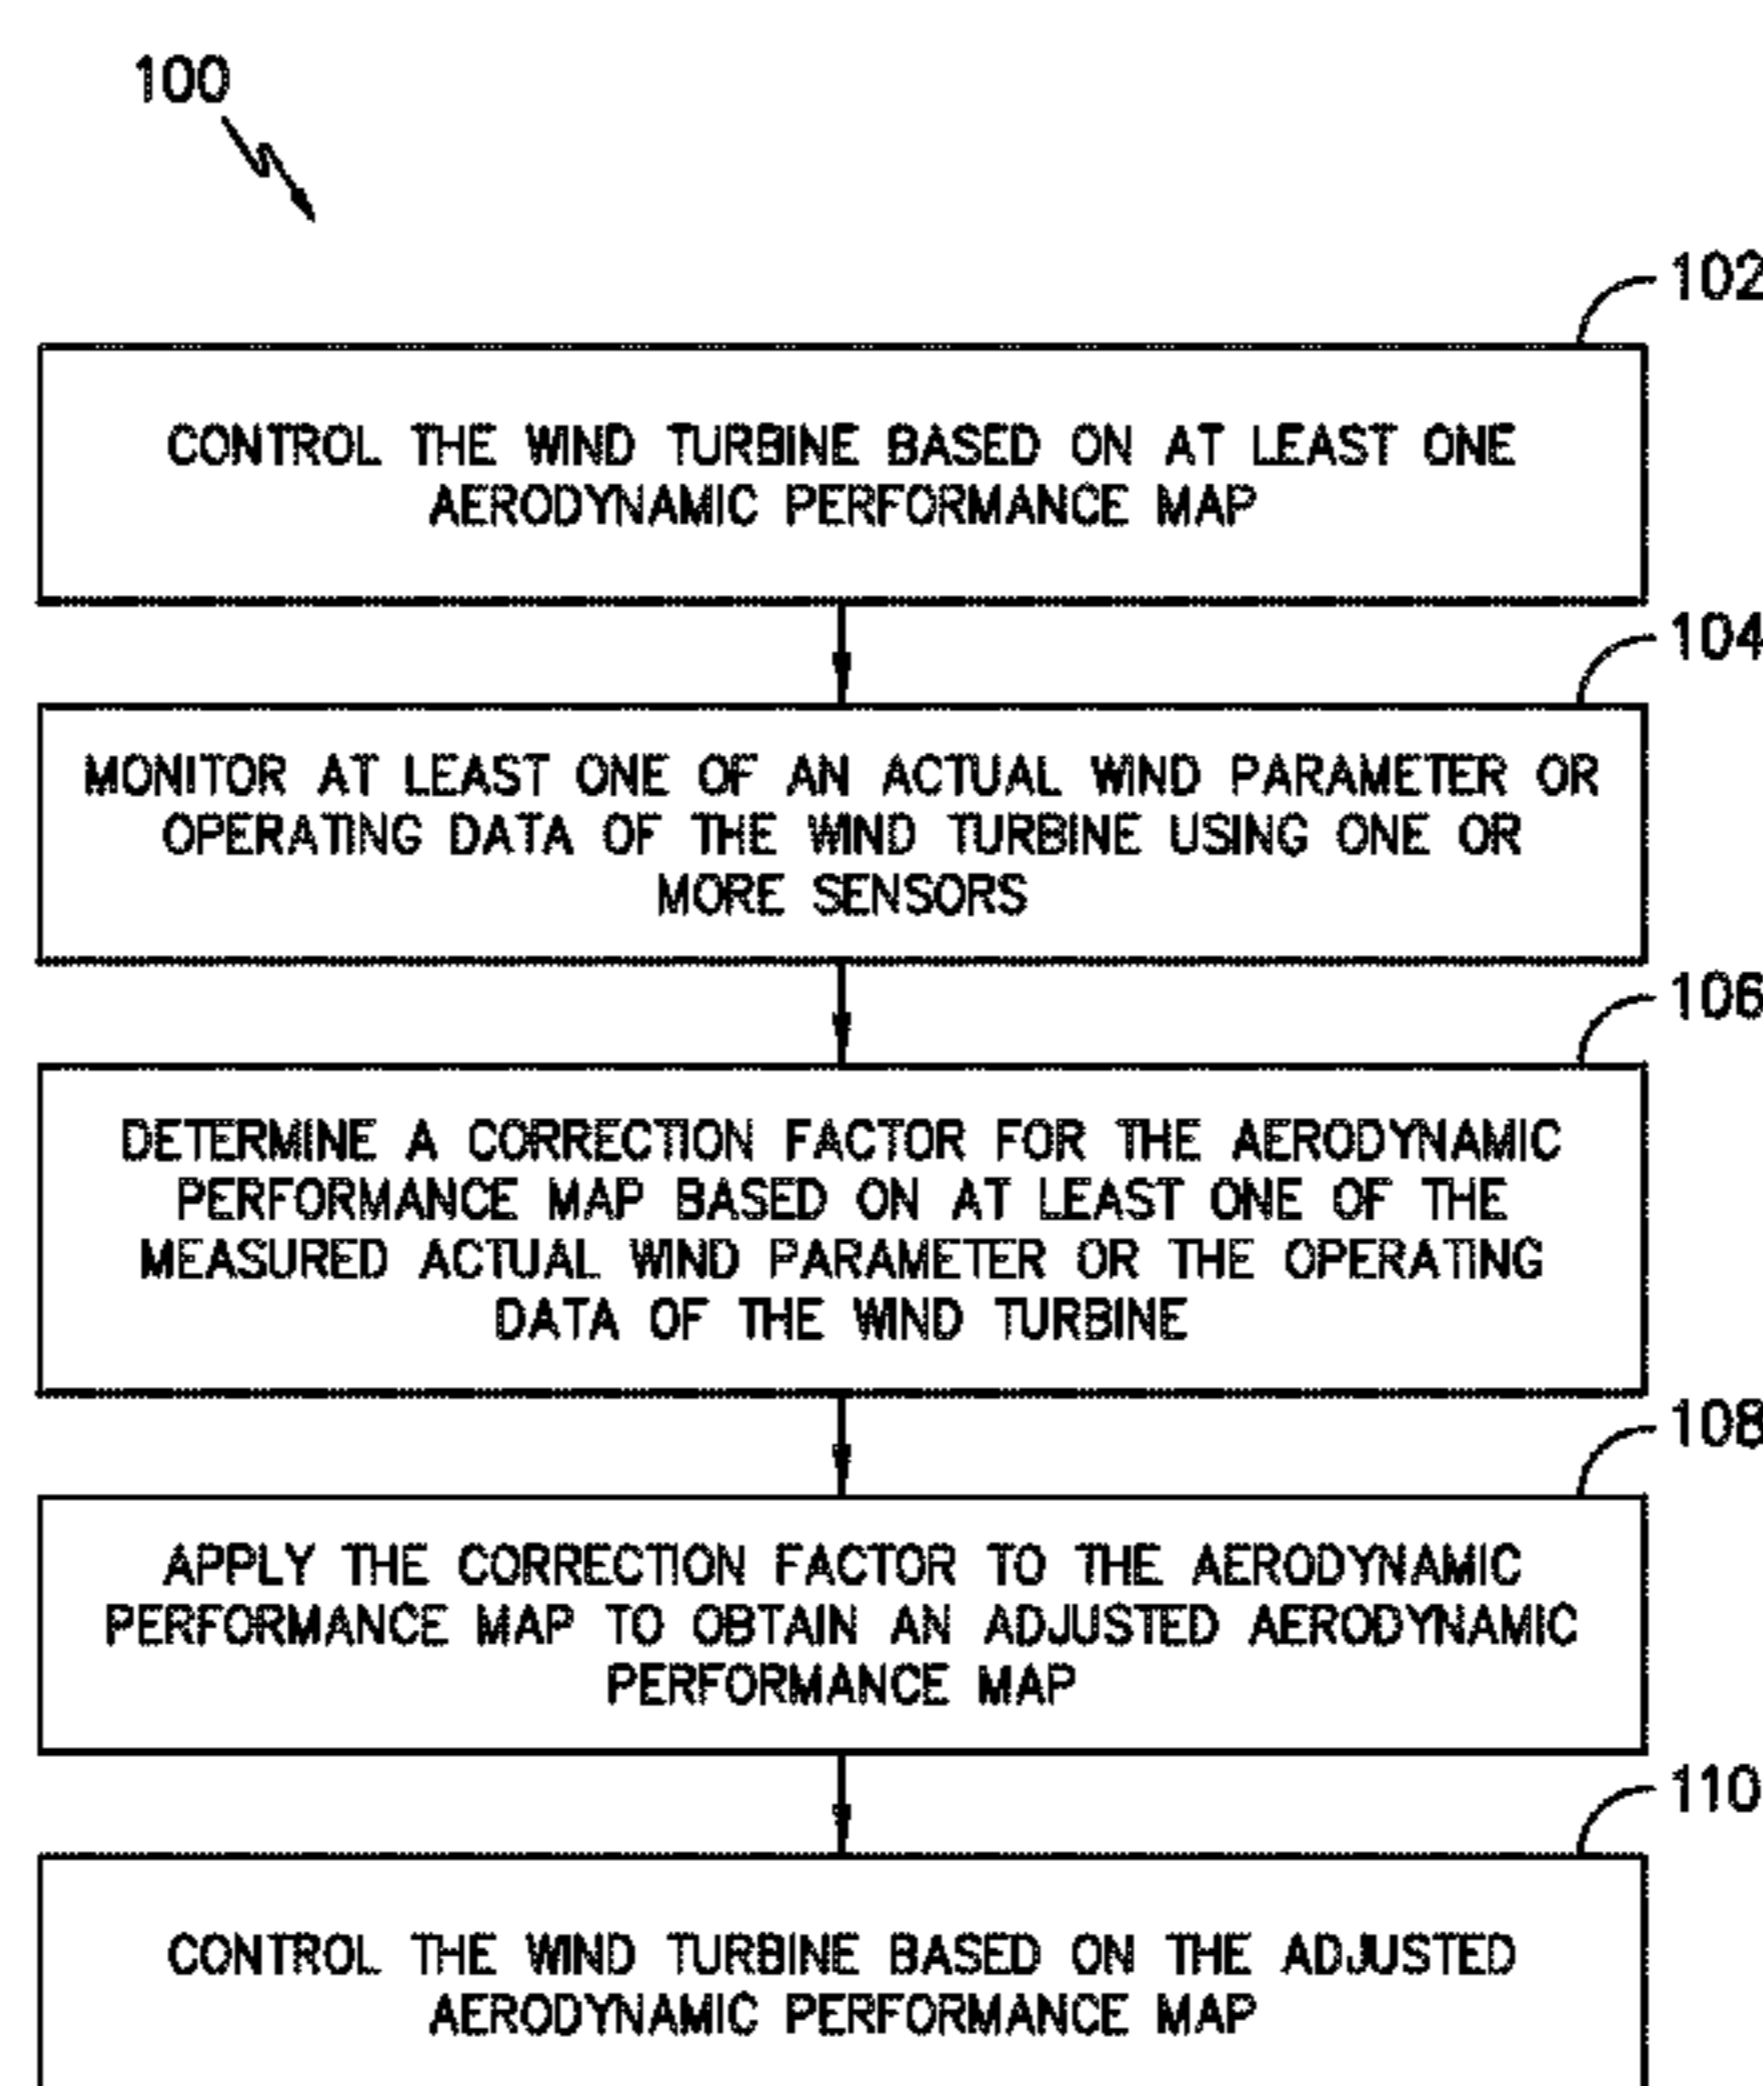 100
102
CONTROL THE WIND TURBINE BASED ON AT LEAST ONE
AERODYNAMIC PERFORMANCE MAP
104
MONITOR AT LEAST ONE OF AN ACTUAL WIND PARAMETER OR
OPERATING DATA OF THE WIND TURBINE USING ONE OR
MORE SENSORS
106
DETERMINE A CORRECTION FACTOR FOR THE AERODYNAMIC
PERFORMANCE MAP BASED ON AT LEAST ONE OF THE
MEASURED ACTUAL WIND PARAMETER OR THE OPERATING
DATA OF THE WIND TURBINE
108
APPLY THE CORRECTION FACTOR TO THE AERODYNAMIC
PERFORMANCE MAP TO OBTAIN AN ADJUSTED AERODYNAMIC
PERFORMANCE MAP
110
CONTROL THE WIND TURBINE BASED ON THE ADJUSTED
AERODYNAMIC PERFORMANCE MAP